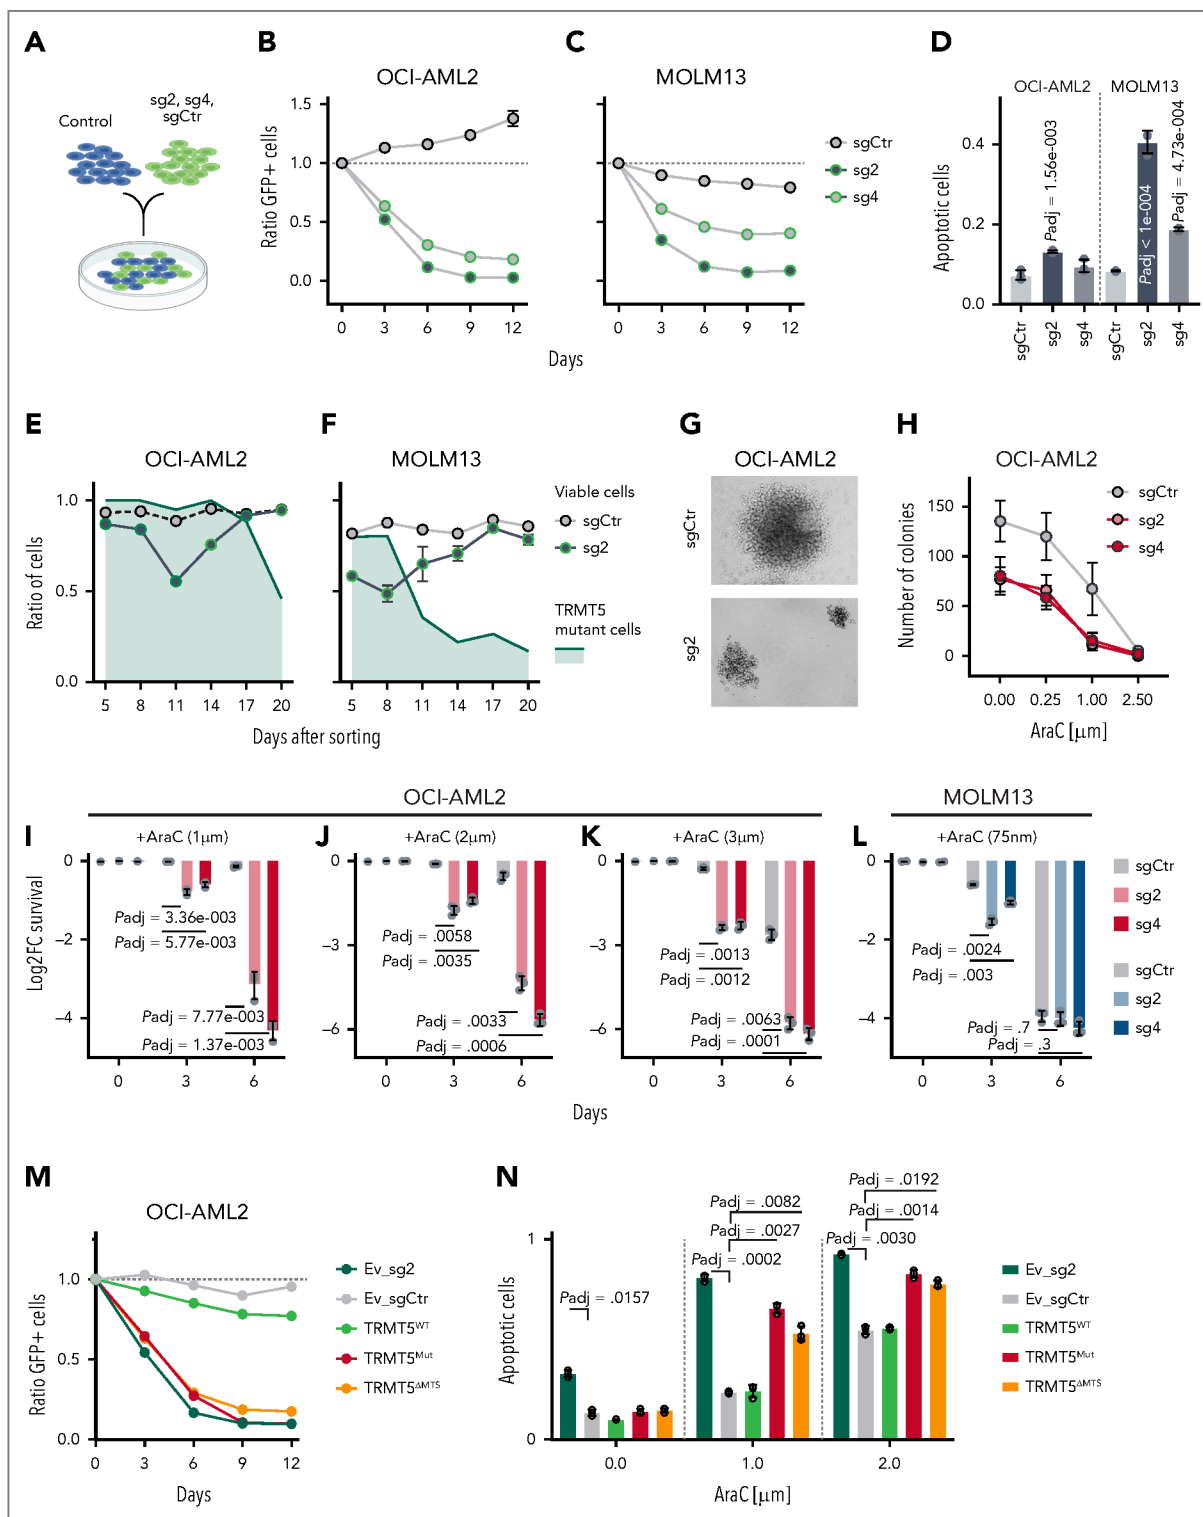 A
Control
sg2, sg4,
sgCtr
B
OCI-AML2
Ratio GFP+ cells
1.5
1.0
0.5
0.0
0 3 6 9 12
C
MOLM13
0 3 6 9 12
Days
sgCtr
sg2
sg4
D
OCI-AML2 MOLM13
Apoptotic cells
0.4
0.2
0.0
Padj = 1.56e-003
Padj < 1e-004
Padj = 4.73e-004
sgCtr sg2 sg4 sgCtr sg2 sg4
E
OCI-AML2
Ratio of cells
1.0
0.5
0.0
5 8 11 14 17 20
F
MOLM13
5 8 11 14 17 20
Days after sorting
Viable cells
sgCtr
sg2
TRMT5
mutant cells
G
OCI-AML2
sgCtr
sg2
H
OCI-AML2
Number of colonies
150
100
50
0
0.00 0.25 1.00 2.50
AraC [μm]
sgCtr
sg2
sg4
OCI-AML2
MOLM13
I
+AraC (1μm)
Log2FC survival
0
−2
−4
Padj = 3.36e-003
Padj = 5.77e-003
Padj = 7.77e-003
Padj = 1.37e-003
0 3 6
J
+AraC (2μm)
0
−2
−4
−6
Padj = .0058
Padj = .0035
Padj = .0033
Padj = .0006
0 3 6
K
+AraC (3μm)
0
−3
−6
Padj = .0013
Padj = .0012
Padj = .0063
Padj = .0001
0 3 6
L
+AraC (75nm)
0
−2
−4
Padj = .0024
Padj = .003
Padj = .7
Padj = .3
0 3 6
Days
sgCtr
sg2
sg4
sgCtr
sg2
sg4
M
OCI-AML2
Ratio GFP+ cells
1.0
0.5
0.0
0 3 6 9 12
Days
Ev_sg2
Ev_sgCtr
TRMT5WT
TRMT5Mut
TRMT5ΔMTS
N
Apoptotic cells
1
0
Padj = .0157
Padj = .0082
Padj = .0027
Padj = .0002
Padj = .0192
Padj = .0014
Padj = .0030
0.0 1.0 2.0
AraC [μm]
Ev_sg2
Ev_sgCtr
TRMT5WT
TRMT5Mut
TRMT5ΔMTS